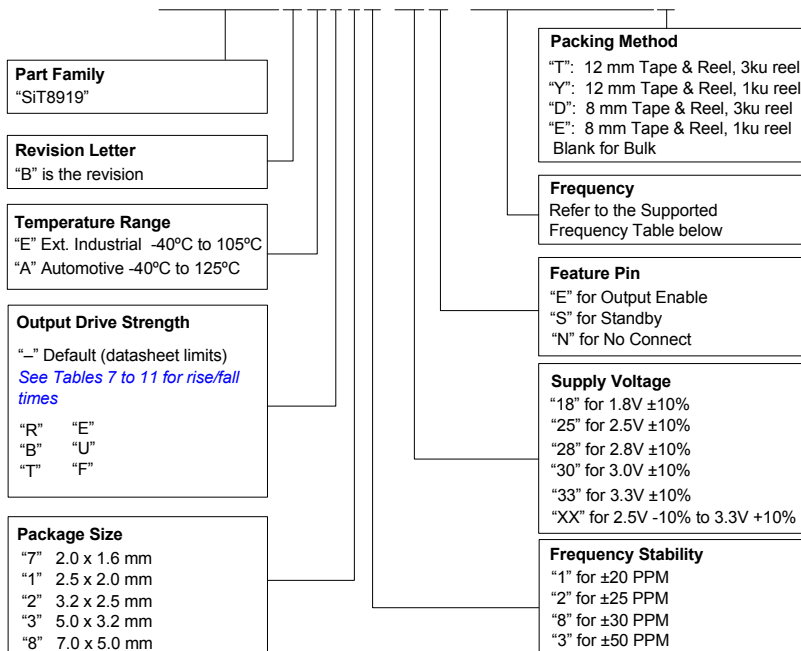 Part Family
“SiT8919”
Revision Letter
“B” is the revision
Temperature Range
“E” Ext. Industrial -40ºC to 105ºC
“A” Automotive -40ºC to 125ºC
Output Drive Strength
“–” Default (datasheet limits)
See Tables 7 to 11 for rise/fall
times
“R” “E”
“B” “U”
“T” “F”
Package Size
“7” 2.0 x 1.6 mm
“1” 2.5 x 2.0 mm
“2” 3.2 x 2.5 mm
“3” 5.0 x 3.2 mm
“8” 7.0 x 5.0 mm
Packing Method
“T”: 12 mm Tape & Reel, 3ku reel
“Y”: 12 mm Tape & Reel, 1ku reel
“D”: 8 mm Tape & Reel, 3ku reel
“E”: 8 mm Tape & Reel, 1ku reel
Blank for Bulk
Frequency
Refer to the Supported
Frequency Table below
Feature Pin
“E” for Output Enable
“S” for Standby
“N” for No Connect
Supply Voltage
“18” for 1.8V ±10%
“25” for 2.5V ±10%
“28” for 2.8V ±10%
“30” for 3.0V ±10%
“33” for 3.3V ±10%
“XX” for 2.5V -10% to 3.3V +10%
Frequency Stability
“1” for ±20 PPM
“2” for ±25 PPM
“8” for ±30 PPM
“3” for ±50 PPM